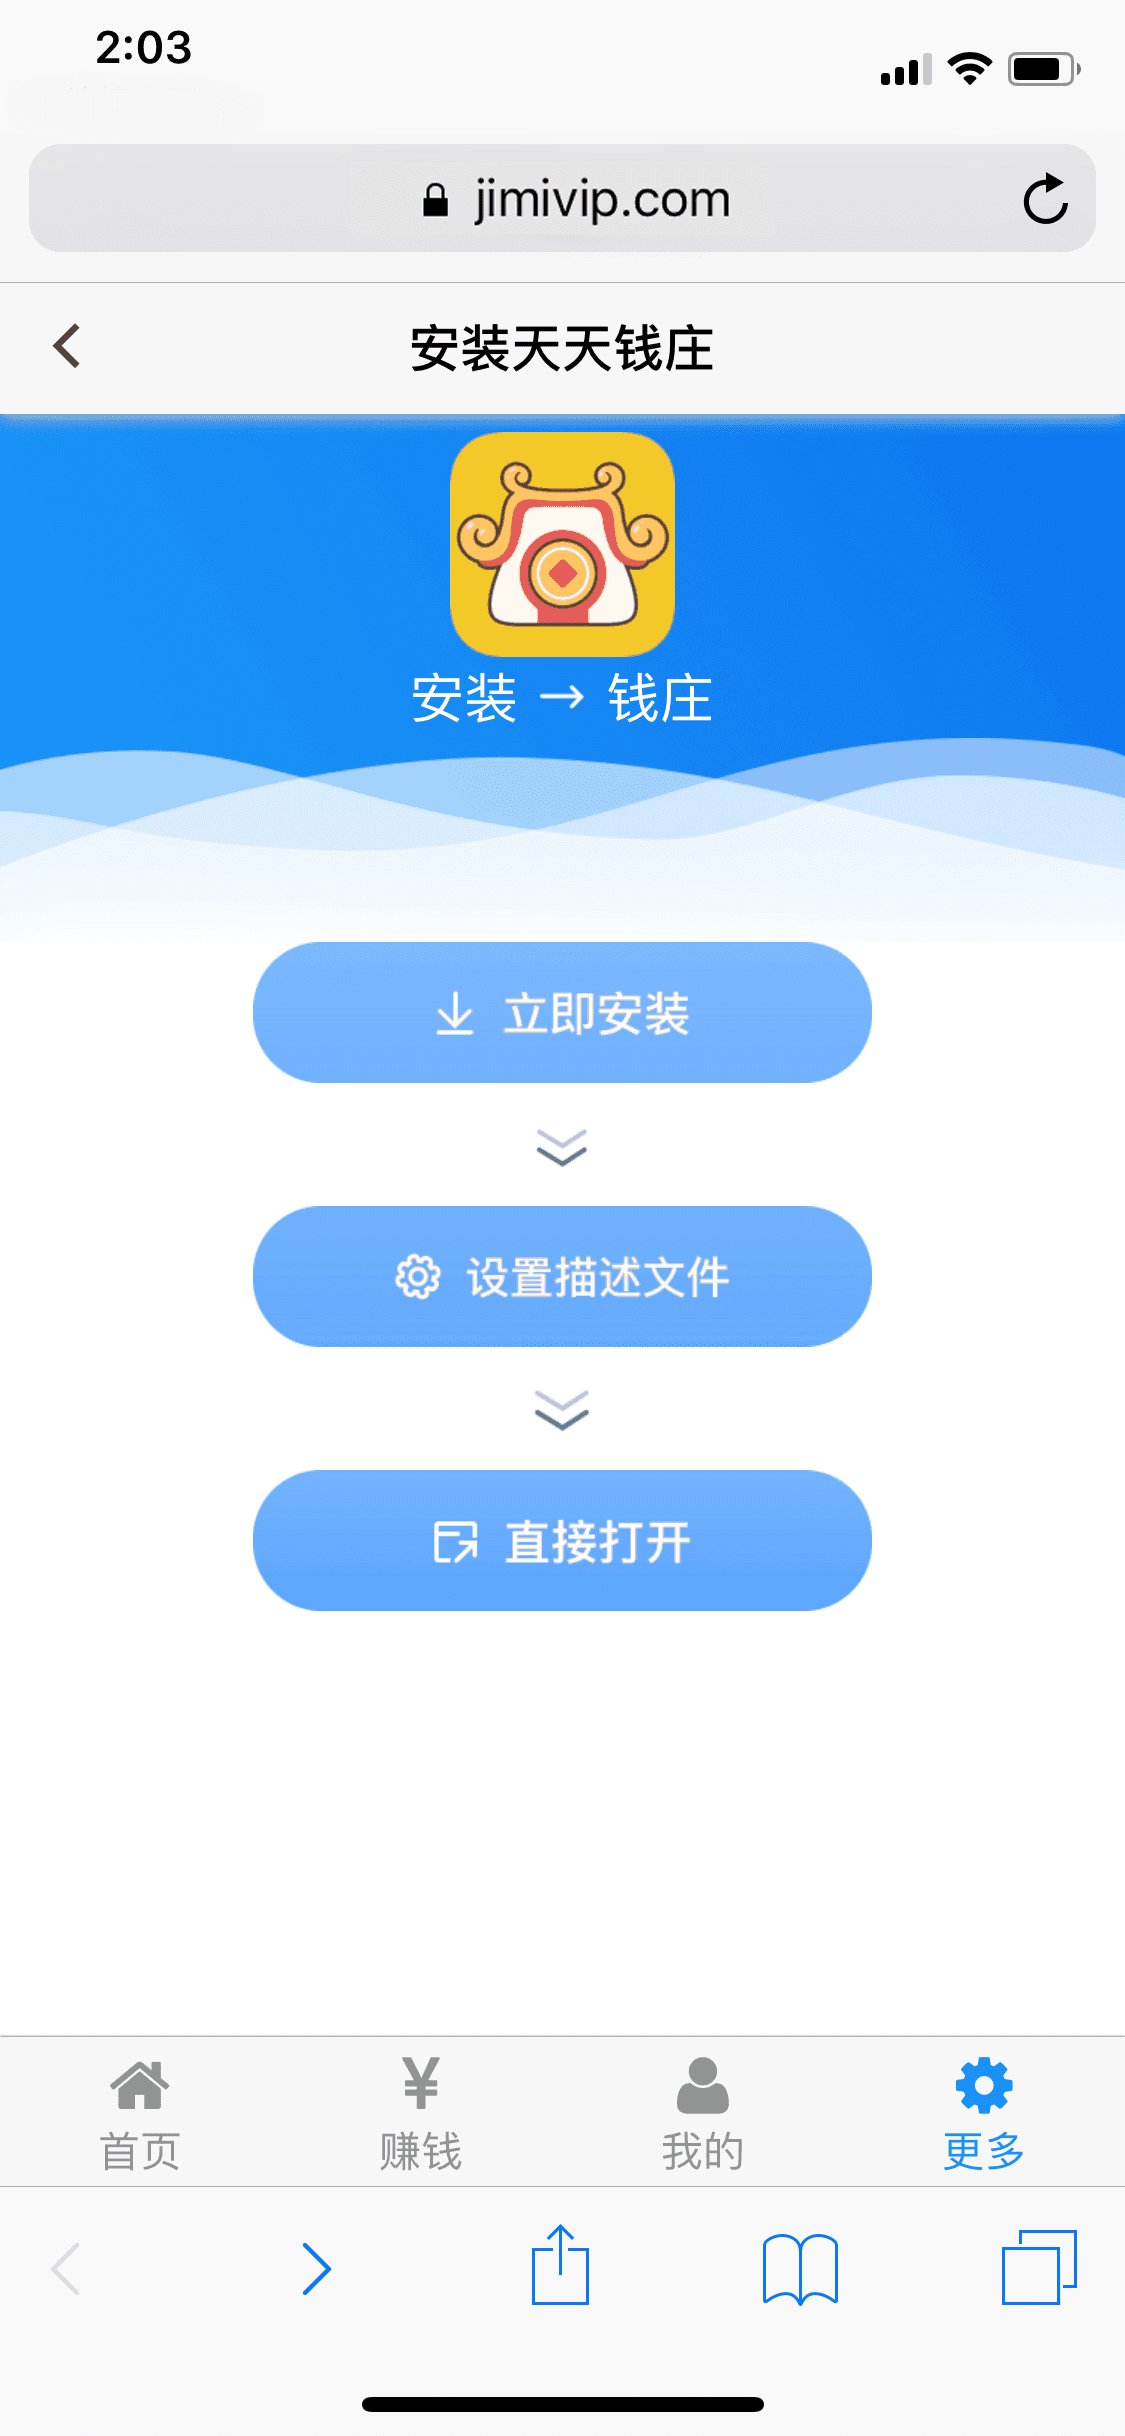 2:03
jimivip.com
安装天天钱庄
安装 → 钱庄
立即安装
设置描述文件
直接打开
首页
¥
赚钱
我的
更多